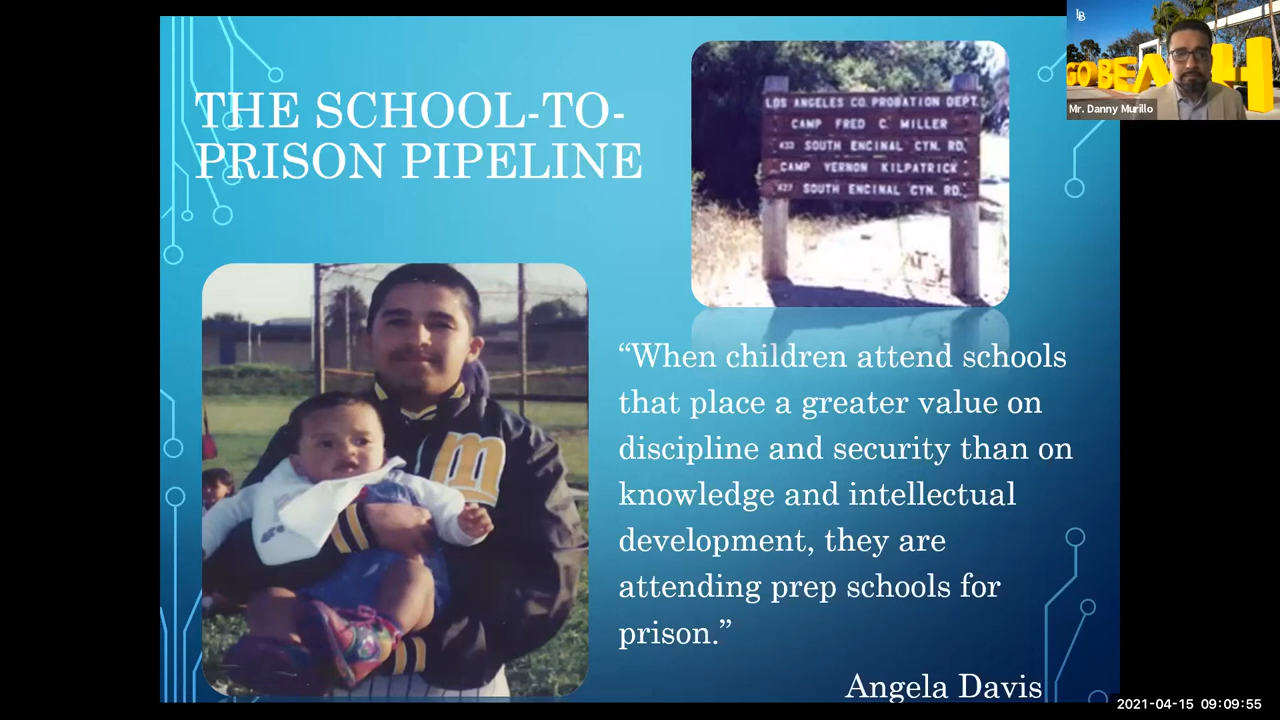 THE SCHOOL-TO-
PRISON PIPELINE
LOS ANGELES CO. PROBATION DEPT.
CAMP FRED C. MILLER
433 SOUTH ENCINAL CYN. RD.
CAMP VERNON KILPATRICK
427 SOUTH ENCINAL CYN. RD.
m
“When children attend schools
that place a greater value on
discipline and security than on
knowledge and intellectual
development, they are
attending prep schools for
prison.”
Angela Davis
LB
GO BEACH
Mr. Danny Murillo
2021-04-15 09:09:55